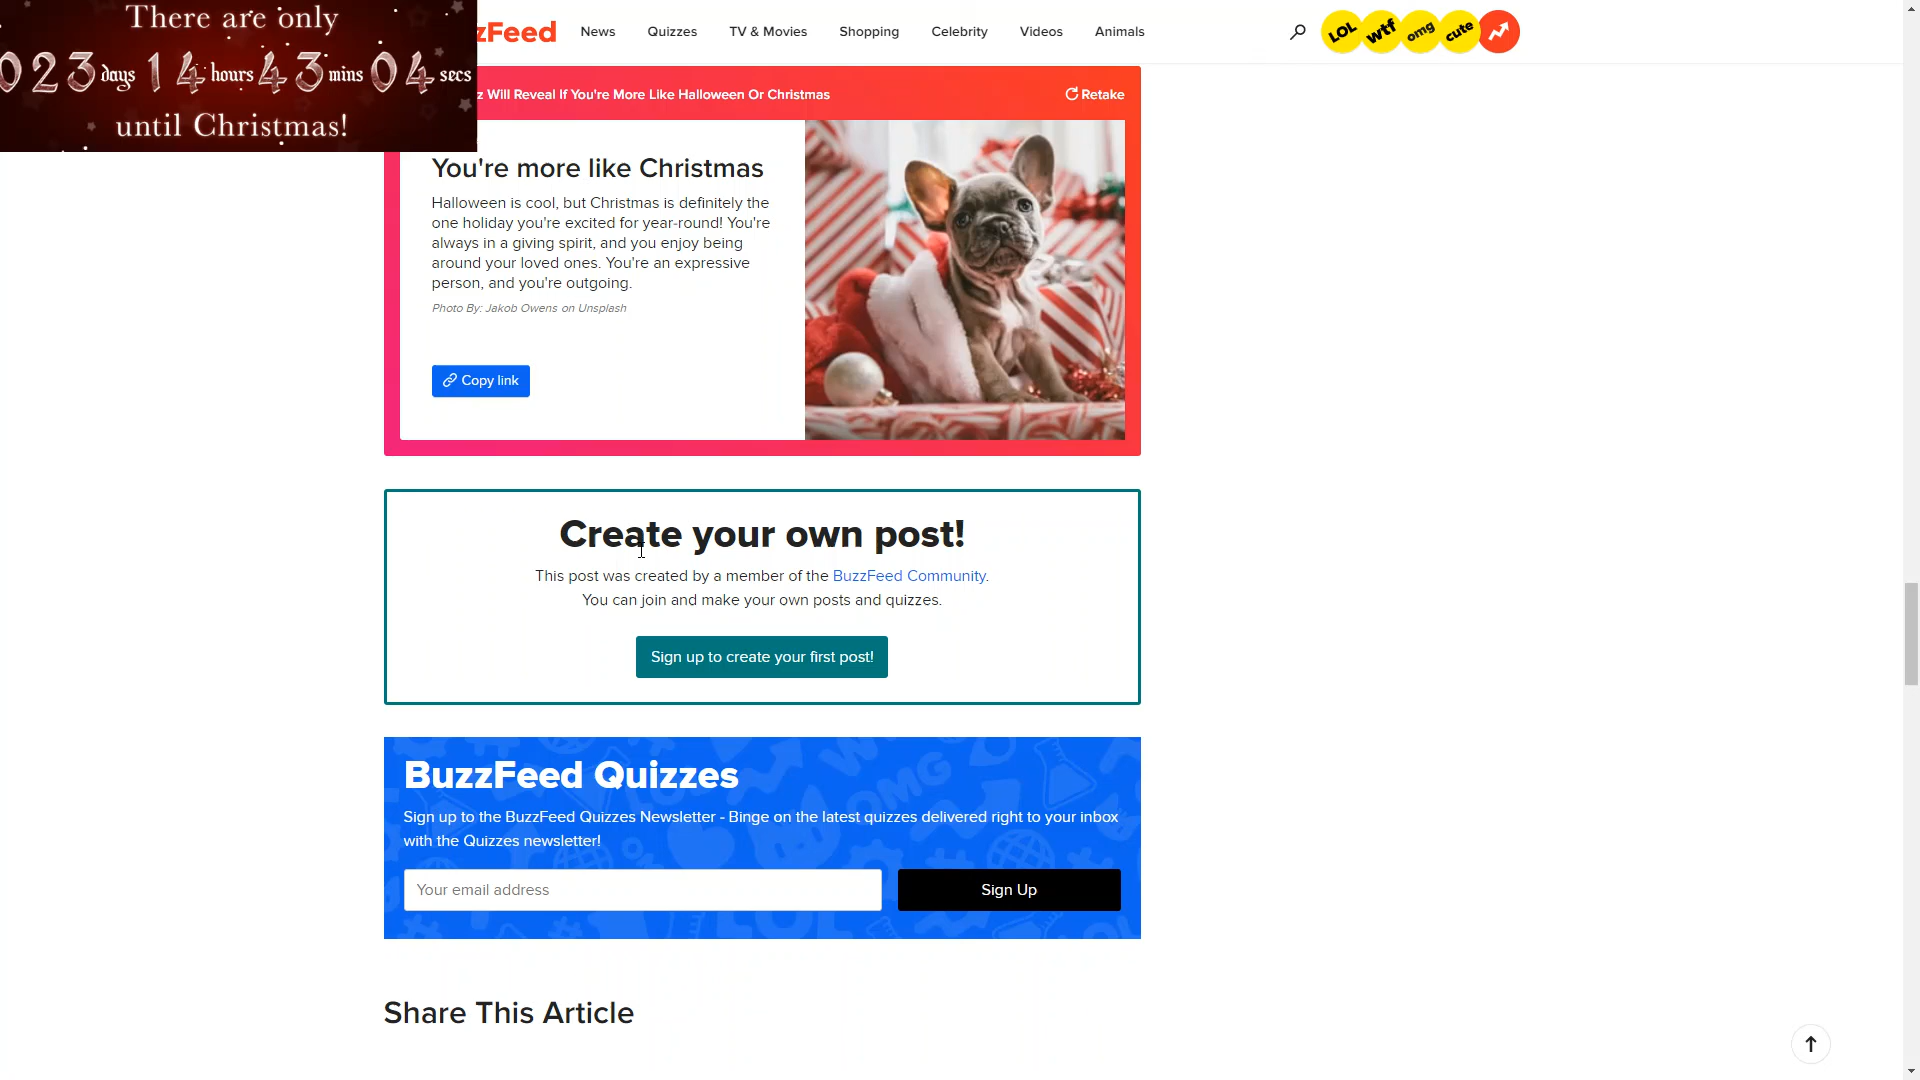 There are only
023 days 14 hours 43 mins 04 secs
until Christmas!
zFeed
News
Quizzes
TV & Movies
Shopping
Celebrity
Videos
Animals
LOL
wtf
omg
cute
z Will Reveal If You're More Like Halloween Or Christmas
Retake
You're more like Christmas
Halloween is cool, but Christmas is definitely the
one holiday you're excited for year-round! You're
always in a giving spirit, and you enjoy being
around your loved ones. You're an expressive
person, and you're outgoing.
Photo By: Jakob Owens on Unsplash
Copy link
Create your own post!
This post was created by a member of the BuzzFeed Community.
You can join and make your own posts and quizzes.
Sign up to create your first post!
BuzzFeed Quizzes
Sign up to the BuzzFeed Quizzes Newsletter - Binge on the latest quizzes delivered right to your inbox
with the Quizzes newsletter!
Your email address
Sign Up
Share This Article